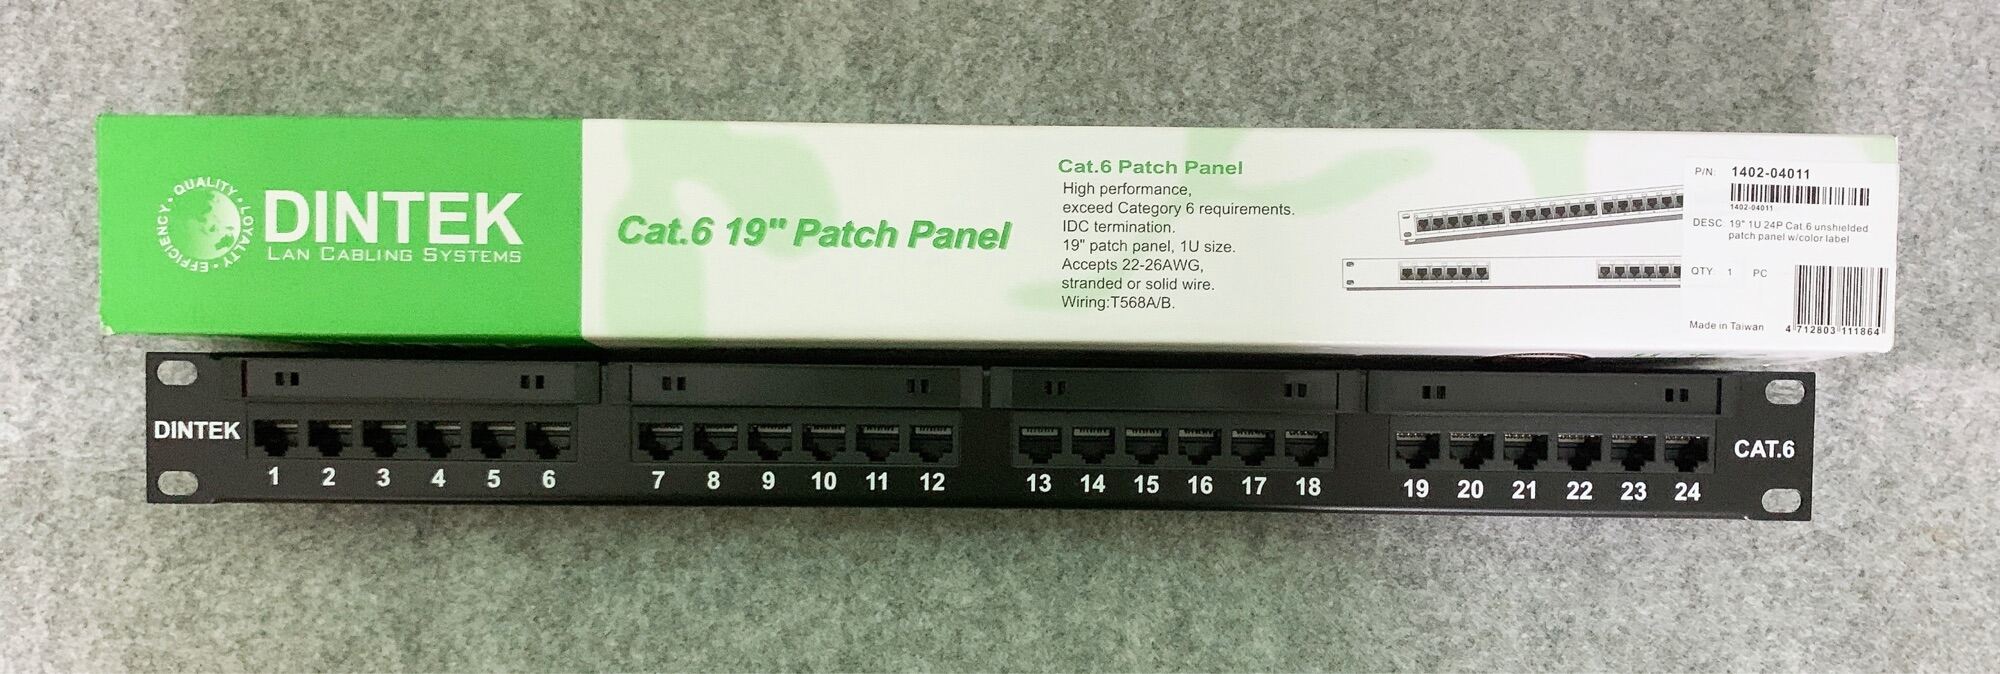 · QUALITY · LOYALTY · EFFICIENCY
DINTEK
LAN CABLING SYSTEMS
Cat.6 19" Patch Panel
Cat.6 Patch Panel
High performance,
exceed Category 6 requirements.
IDC termination.
19" patch panel, 1U size.
Accepts 22-26AWG,
stranded or solid wire.
Wiring:T568A/B.
P/N: 1402-04011
1402-04011
DESC: 19" 1U 24P Cat.6 unshielded
patch panel w/color label
QTY: 1 PC
Made in Taiwan
4 712803 111864
DINTEK
CAT.6
1 2 3 4 5 6 7 8 9 10 11 12 13 14 15 16 17 18 19 20 21 22 23 24